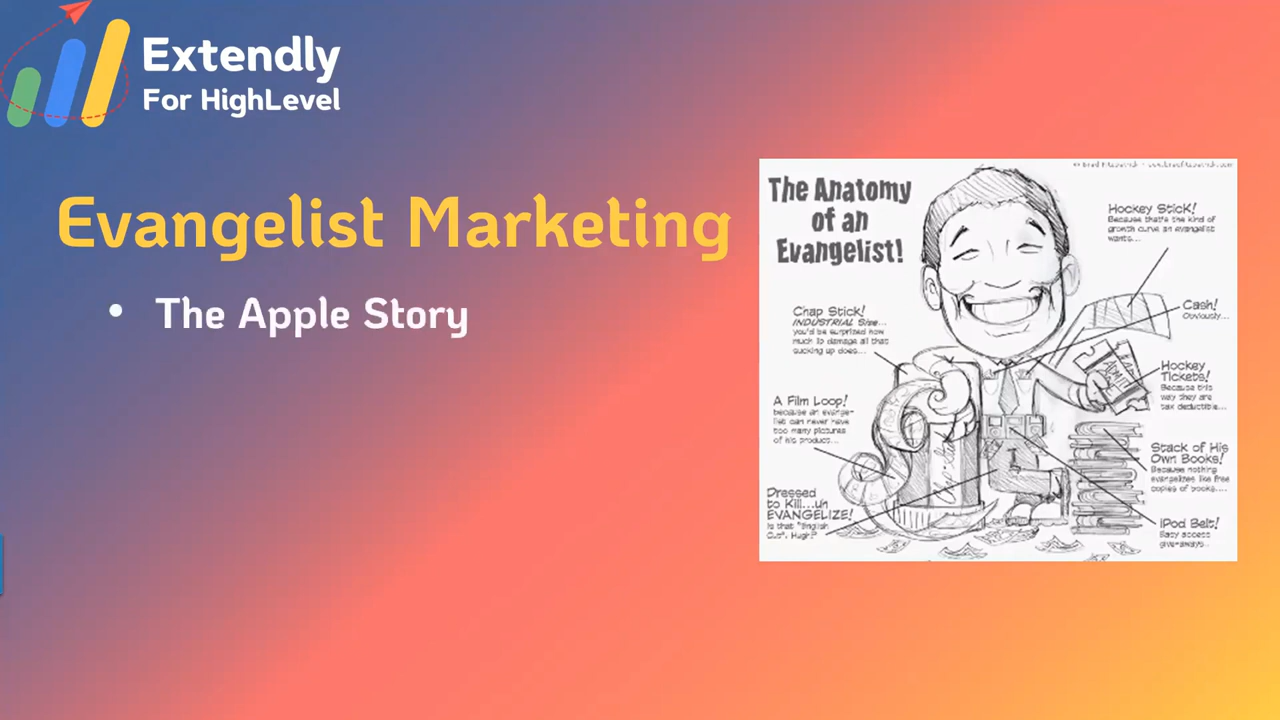 Extendly
For HighLevel
Evangelist Marketing
• The Apple Story
The Anatomy
of an
Evangelist!
Hockey Stick!
Because that's the kind of
growth curve an evangelist
wants...
Chap Stick!
INDUSTRIAL Size...
you'd be surprized how
much lip damage all that
sucking up does...
Cash!
Obviously...
Hockey
Tickets!
Because this
way they are
tax deductible...
ADMIT
A Film Loop!
because an evange-
list can never have
too many pictures
of his product...
Stack of His
Own Books!
Because nothing
evangelizes like free
copies of books....
Dressed
to Kill...uh
EVANGELIZE!
Is that "English
Cut", Hugh?
iPod Belt!
Easy access
give-aways..